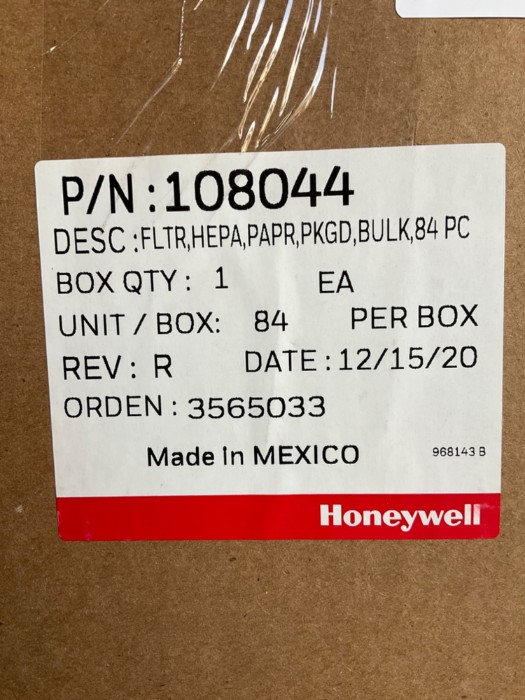 P/N:108044
DESC:FLTR,HEPA,PAPR,PKGD,BULK,84 PC
BOX QTY: 1 EA
UNIT / BOX: 84 PER BOX
REV: R DATE:12/15/20
ORDEN: 3565033
Made in MEXICO 968143 B
Honeywell